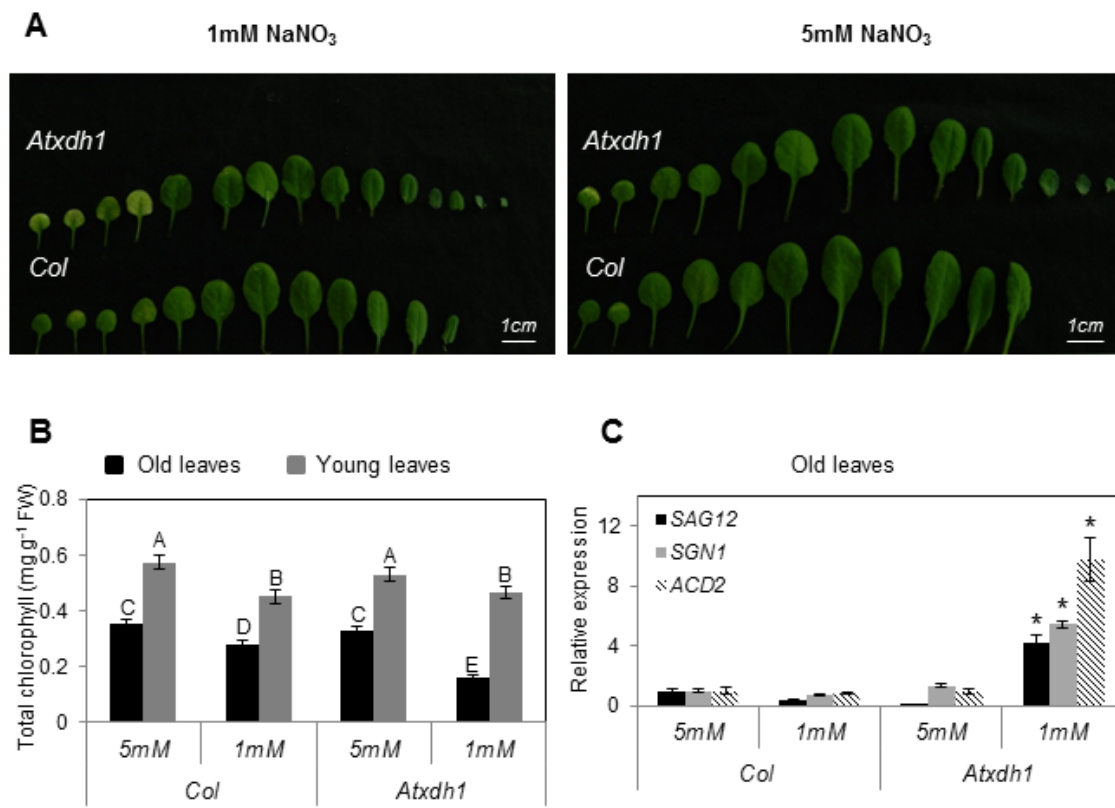 A
1mM NaNO₃
5mM NaNO₃
Atxdh1
Col
1cm
Atxdh1
Col
1cm
B
Old leaves
Young leaves
Total chlorophyll (mg.g⁻¹ FW)
0.8
0.6
0.4
0.2
0
C
A
D
B
C
A
E
B
5mM
1mM
5mM
1mM
Col
Atxdh1
C
Old leaves
Relative expression
12
8
4
0
SAG12
SGN1
ACD2
*
*
*
5mM
1mM
5mM
1mM
Col
Atxdh1